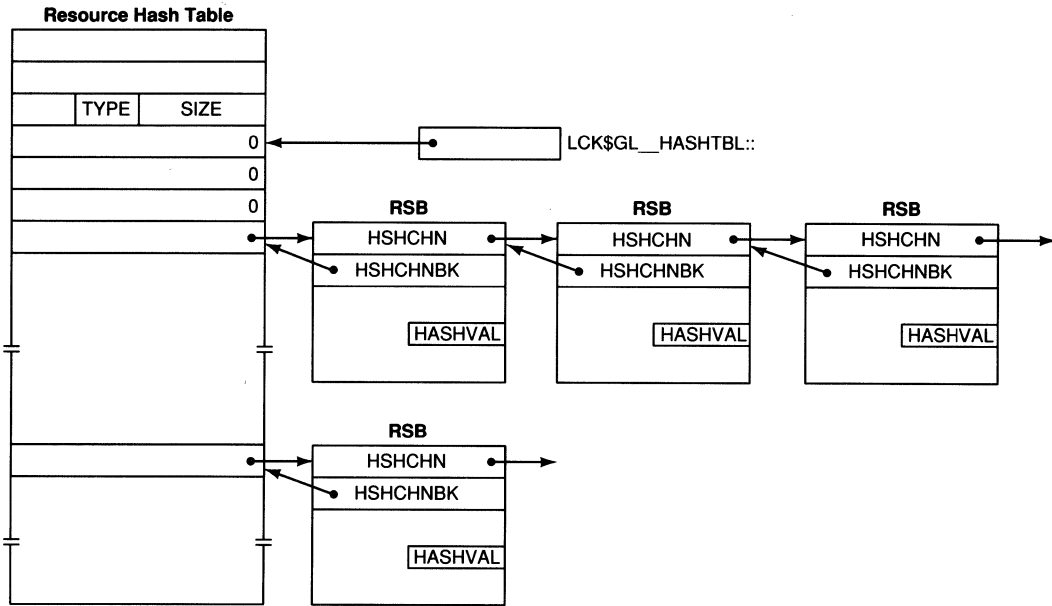 Resource Hash Table
TYPE SIZE
0 LCK$GL__HASHTBL::
0
0
RSB RSB RSB
HSHCHN HSHCHN HSHCHN
HSHCHNBK HSHCHNBK HSHCHNBK
HASHVAL HASHVAL HASHVAL
RSB
HSHCHN
HSHCHNBK
HASHVAL